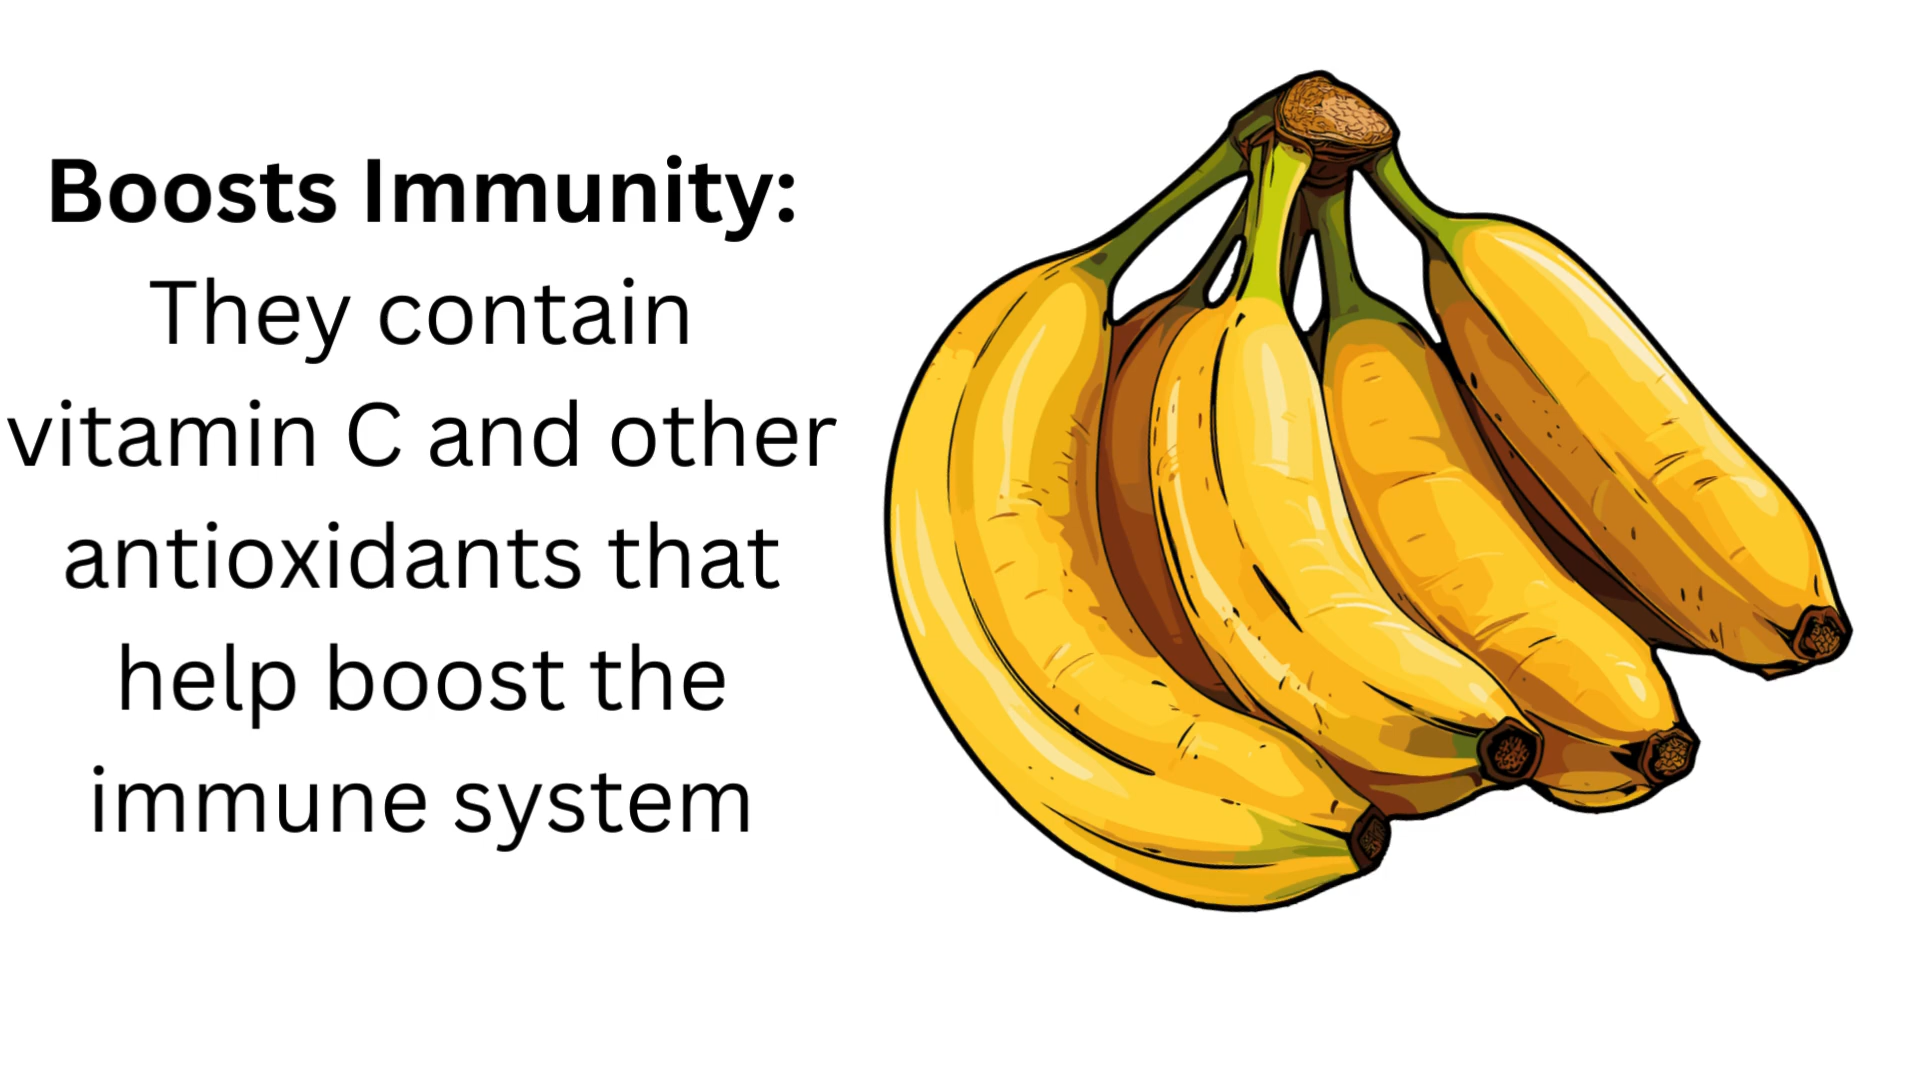 Boosts Immunity:
They contain
vitamin C and other
antioxidants that
help boost the
immune system